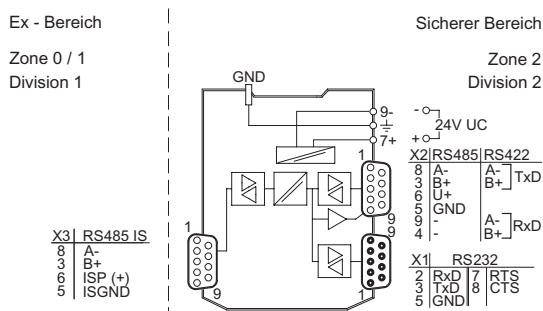 Ex - Bereich
Sicherer Bereich
Zone 0 / 1
Division 1
Zone 2
Division 2
GND
9-
7+
- 24V UC
+
1
9
9
1
1
9
X2 RS485 RS422
8 A- A- TxD
3 B+ B+
6 U+
5 GND
9 - A- RxD
4 - B+
X3 RS485 IS
8 A-
3 B+
6 ISP (+)
5 ISGND
X1 RS232
2 RxD 7 RTS
3 TxD 8 CTS
5 GND